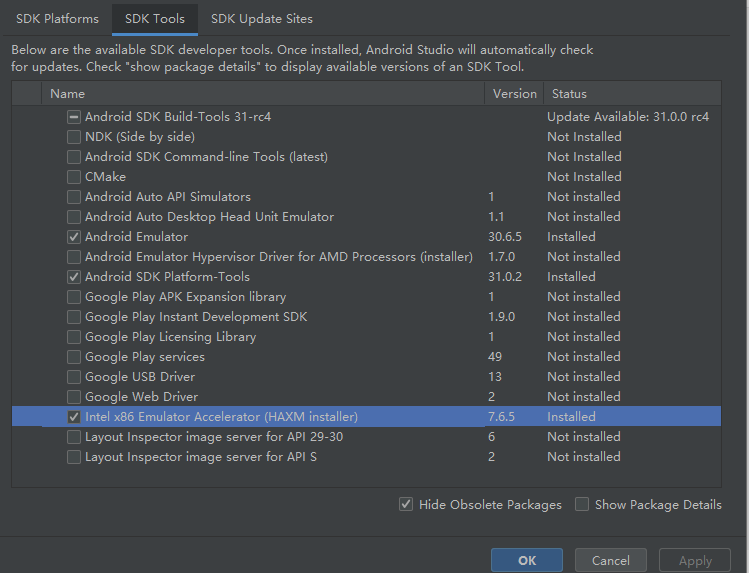 SDK Platforms SDK Tools SDK Update Sites
Below are the available SDK developer tools. Once installed, Android Studio will automatically check
for updates. Check "show package details" to display available versions of an SDK Tool.
Name Version Status
Android SDK Build-Tools 31-rc4 Update Available: 31.0.0 rc4
NDK (Side by side) Not Installed
Android SDK Command-line Tools (latest) Not Installed
CMake Not Installed
Android Auto API Simulators 1 Not installed
Android Auto Desktop Head Unit Emulator 1.1 Not installed
Android Emulator 30.6.5 Installed
Android Emulator Hypervisor Driver for AMD Processors (installer) 1.7.0 Not installed
Android SDK Platform-Tools 31.0.2 Installed
Google Play APK Expansion library 1 Not installed
Google Play Instant Development SDK 1.9.0 Not installed
Google Play Licensing Library 1 Not installed
Google Play services 49 Not installed
Google USB Driver 13 Not installed
Google Web Driver 2 Not installed
Intel x86 Emulator Accelerator (HAXM installer) 7.6.5 Installed
Layout Inspector image server for API 29-30 6 Not installed
Layout Inspector image server for API S 2 Not installed
Hide Obsolete Packages Show Package Details
OK Cancel Apply